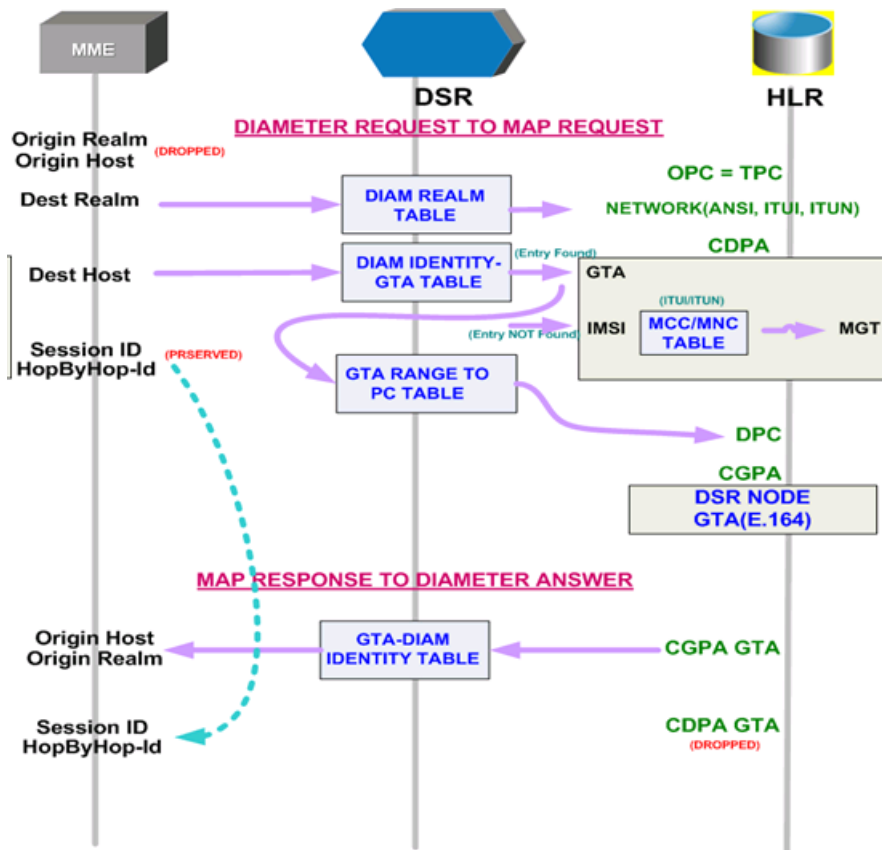 MME
DSR
HLR
DIAMETER REQUEST TO MAP REQUEST
Origin Realm
Origin Host
(DROPPED)
OPC = TPC
Dest Realm
DIAM REALM
TABLE
NETWORK(ANSI, ITUI, ITUN)
CDPA
Dest Host
DIAM IDENTITY-
GTA TABLE
(Entry Found)
GTA
(ITUI/ITUN)
(Entry NOT Found)
IMSI
MCC/MNC
TABLE
MGT
Session ID
HopByHop-Id
(PRSERVED)
GTA RANGE TO
PC TABLE
DPC
CGPA
DSR NODE
GTA(E.164)
MAP RESPONSE TO DIAMETER ANSWER
Origin Host
Origin Realm
GTA-DIAM
IDENTITY TABLE
CGPA GTA
Session ID
HopByHop-Id
CDPA GTA
(DROPPED)